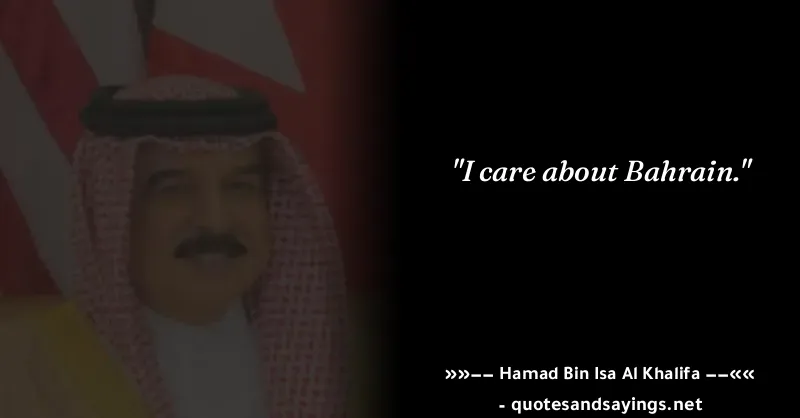 "I care about Bahrain."
»»−− Hamad Bin Isa Al Khalifa −−««
- quotesandsayings.net